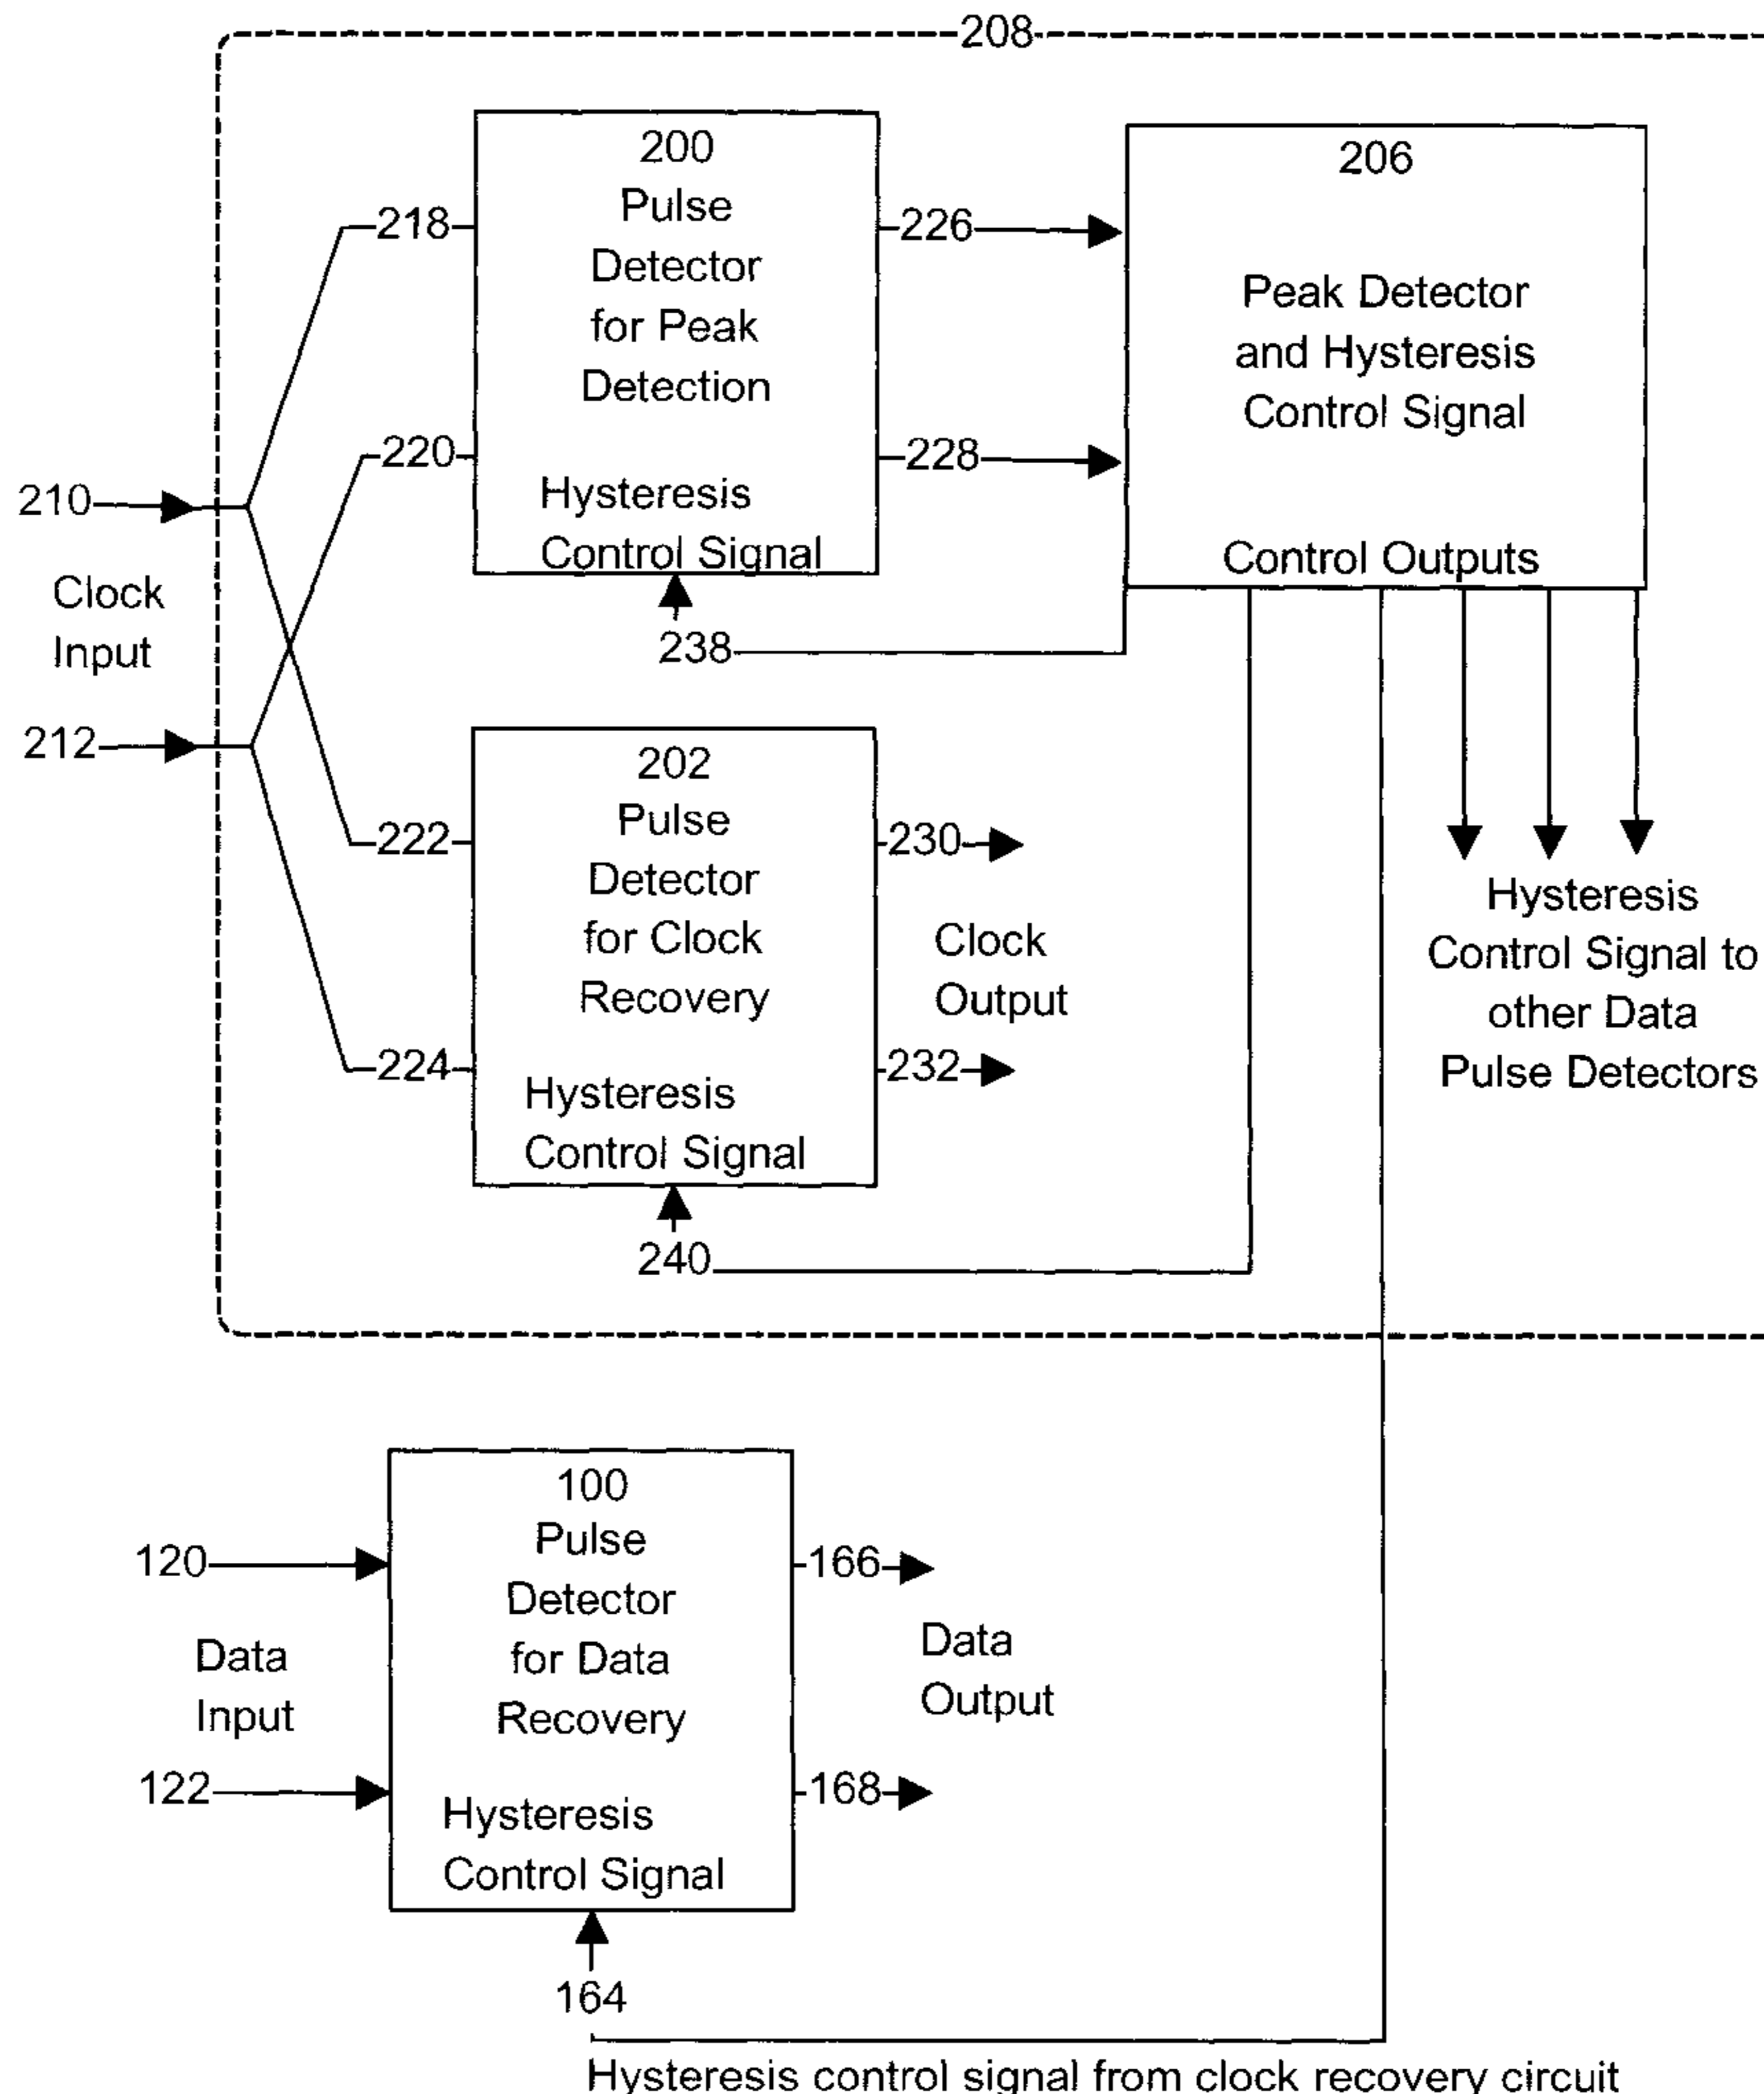 208
200
Pulse
Detector
for Peak
Detection
Hysteresis
Control Signal
206
Peak Detector
and Hysteresis
Control Signal
Control Outputs
218
220
226
228
210
Clock
Input
212
238
202
Pulse
Detector
for Clock
Recovery
Hysteresis
Control Signal
222
224
230
Clock
Output
232
Hysteresis
Control Signal to
other Data
Pulse Detectors
240
100
Pulse
Detector
for Data
Recovery
Hysteresis
Control Signal
120
Data
Input
122
166
Data
Output
168
164
Hysteresis control signal from clock recovery circuit